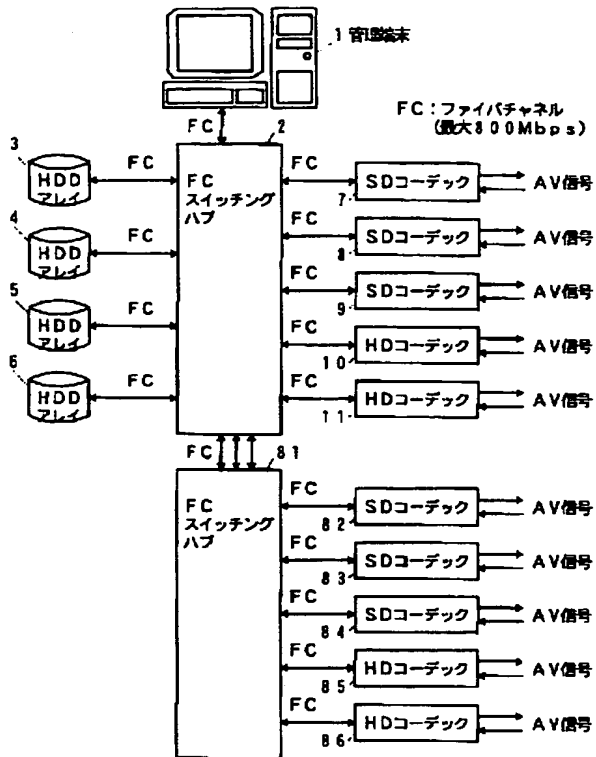 1 管理端末
FC:ファイバチャネル
(最大800Mbps)
FC
2
3
HDD
アレイ
FC
4
HDD
アレイ
FC
5
HDD
アレイ
FC
6
HDD
アレイ
FC
FC
スイッチング
ハブ
FC
7
SDコーデック
AV信号
FC
8
SDコーデック
AV信号
FC
9
SDコーデック
AV信号
FC
10
HDコーデック
AV信号
FC
11
HDコーデック
AV信号
FC
81
FC
スイッチング
ハブ
FC
82
SDコーデック
AV信号
FC
83
SDコーデック
AV信号
FC
84
SDコーデック
AV信号
FC
85
HDコーデック
AV信号
FC
86
HDコーデック
AV信号